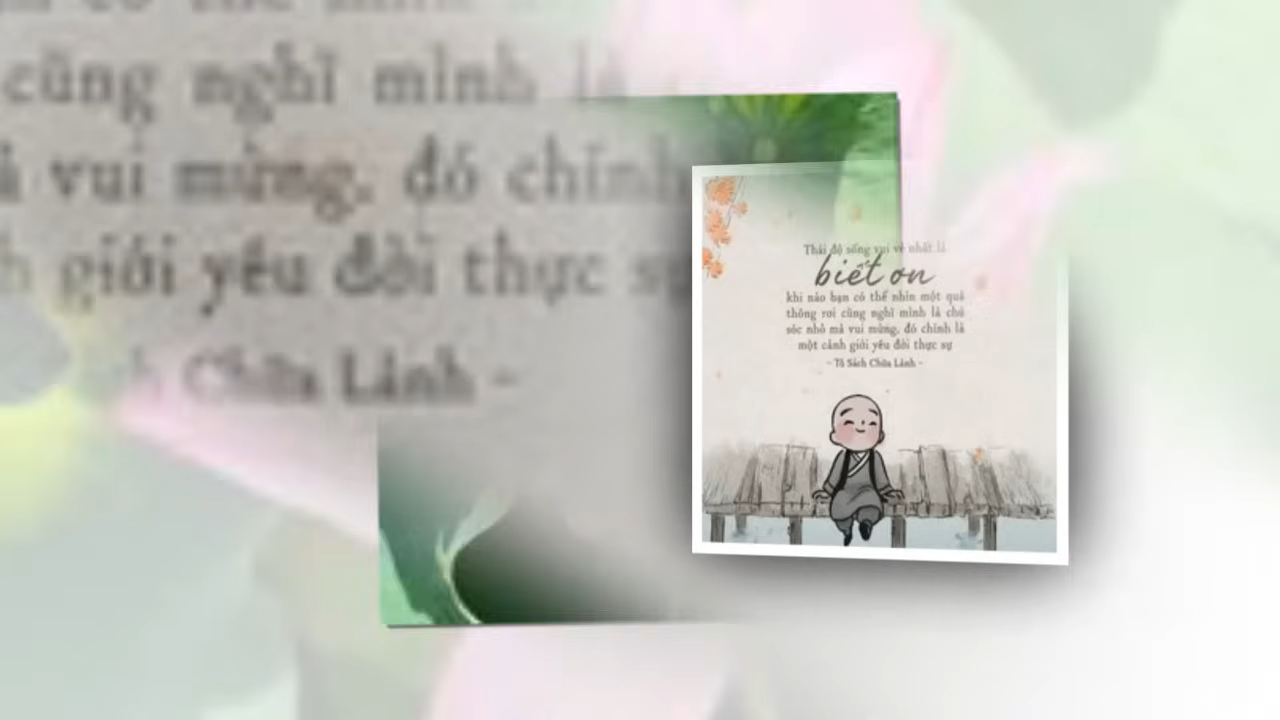 cũng nghĩ mình là
vui mừng, đó chính
giới yêu đời thực sự
Chữa Lành -
Thái độ sống vui vẻ nhất là
biết ơn
khi nào bạn có thể nhìn một quả
thông rơi cũng nghĩ mình là chú
sóc nhỏ mà vui mừng, đó chính là
một cảnh giới yêu đời thực sự
- Tủ Sách Chữa Lành -